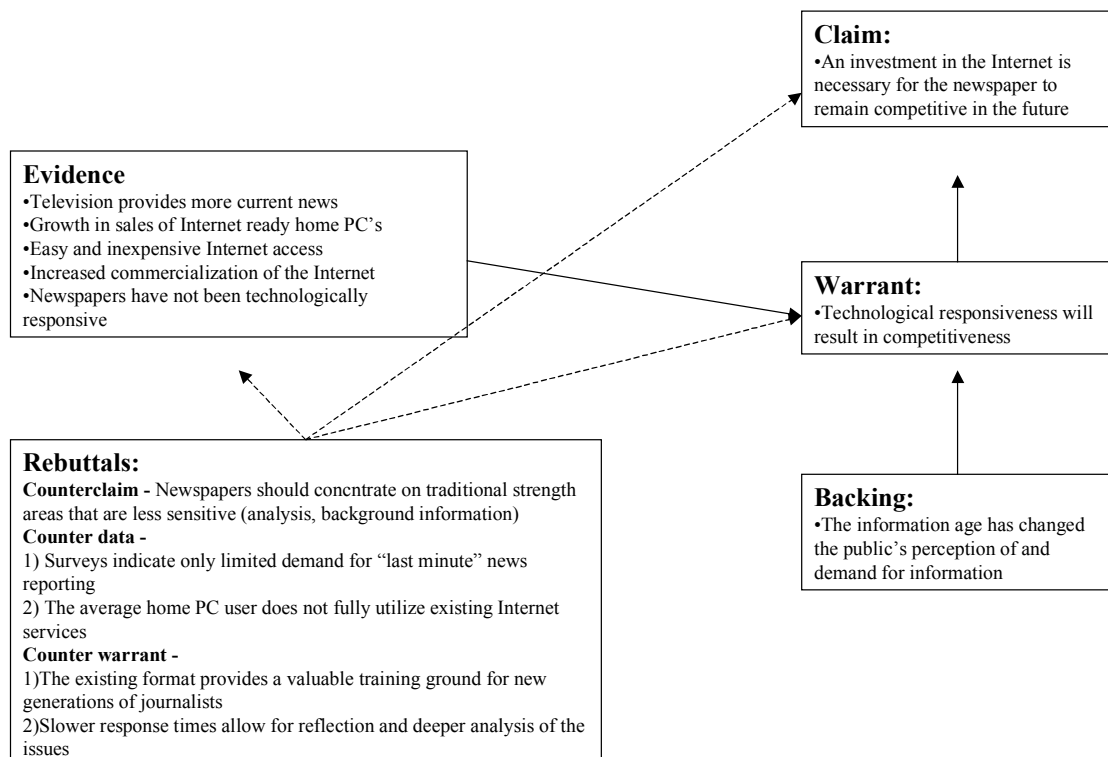 Claim:
•An investment in the Internet is
necessary for the newspaper to
remain competitive in the future
Evidence
•Television provides more current news
•Growth in sales of Internet ready home PC’s
•Easy and inexpensive Internet access
•Increased commercialization of the Internet
•Newspapers have not been technologically
responsive
Warrant:
•Technological responsiveness will
result in competitiveness
Rebuttals:
Counterclaim - Newspapers should concntrate on traditional strength
areas that are less sensitive (analysis, background information)
Counter data -
1) Surveys indicate only limited demand for “last minute” news
reporting
2) The average home PC user does not fully utilize existing Internet
services
Counter warrant -
1)The existing format provides a valuable training ground for new
generations of journalists
2)Slower response times allow for reflection and deeper analysis of the
issues
Backing:
•The information age has changed
the public’s perception of and
demand for information